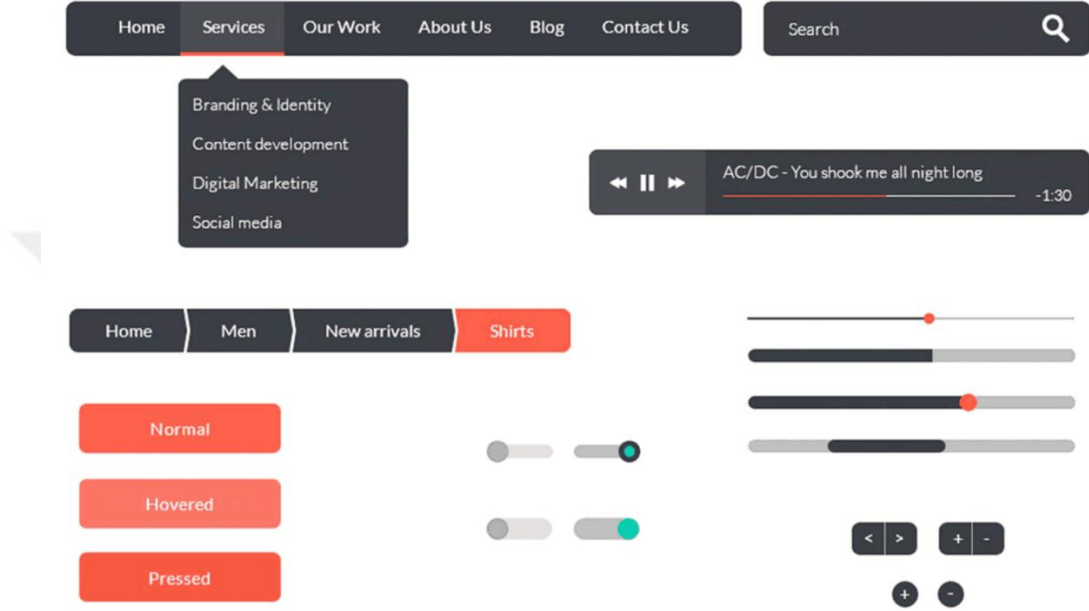 Home Services Our Work About Us Blog Contact Us
Search
Branding & Identity
Content development
Digital Marketing
Social media
AC/DC - You shook me all night long
-1:30
Home Men New arrivals Shirts
Normal
Hovered
Pressed
< > + -
+ -